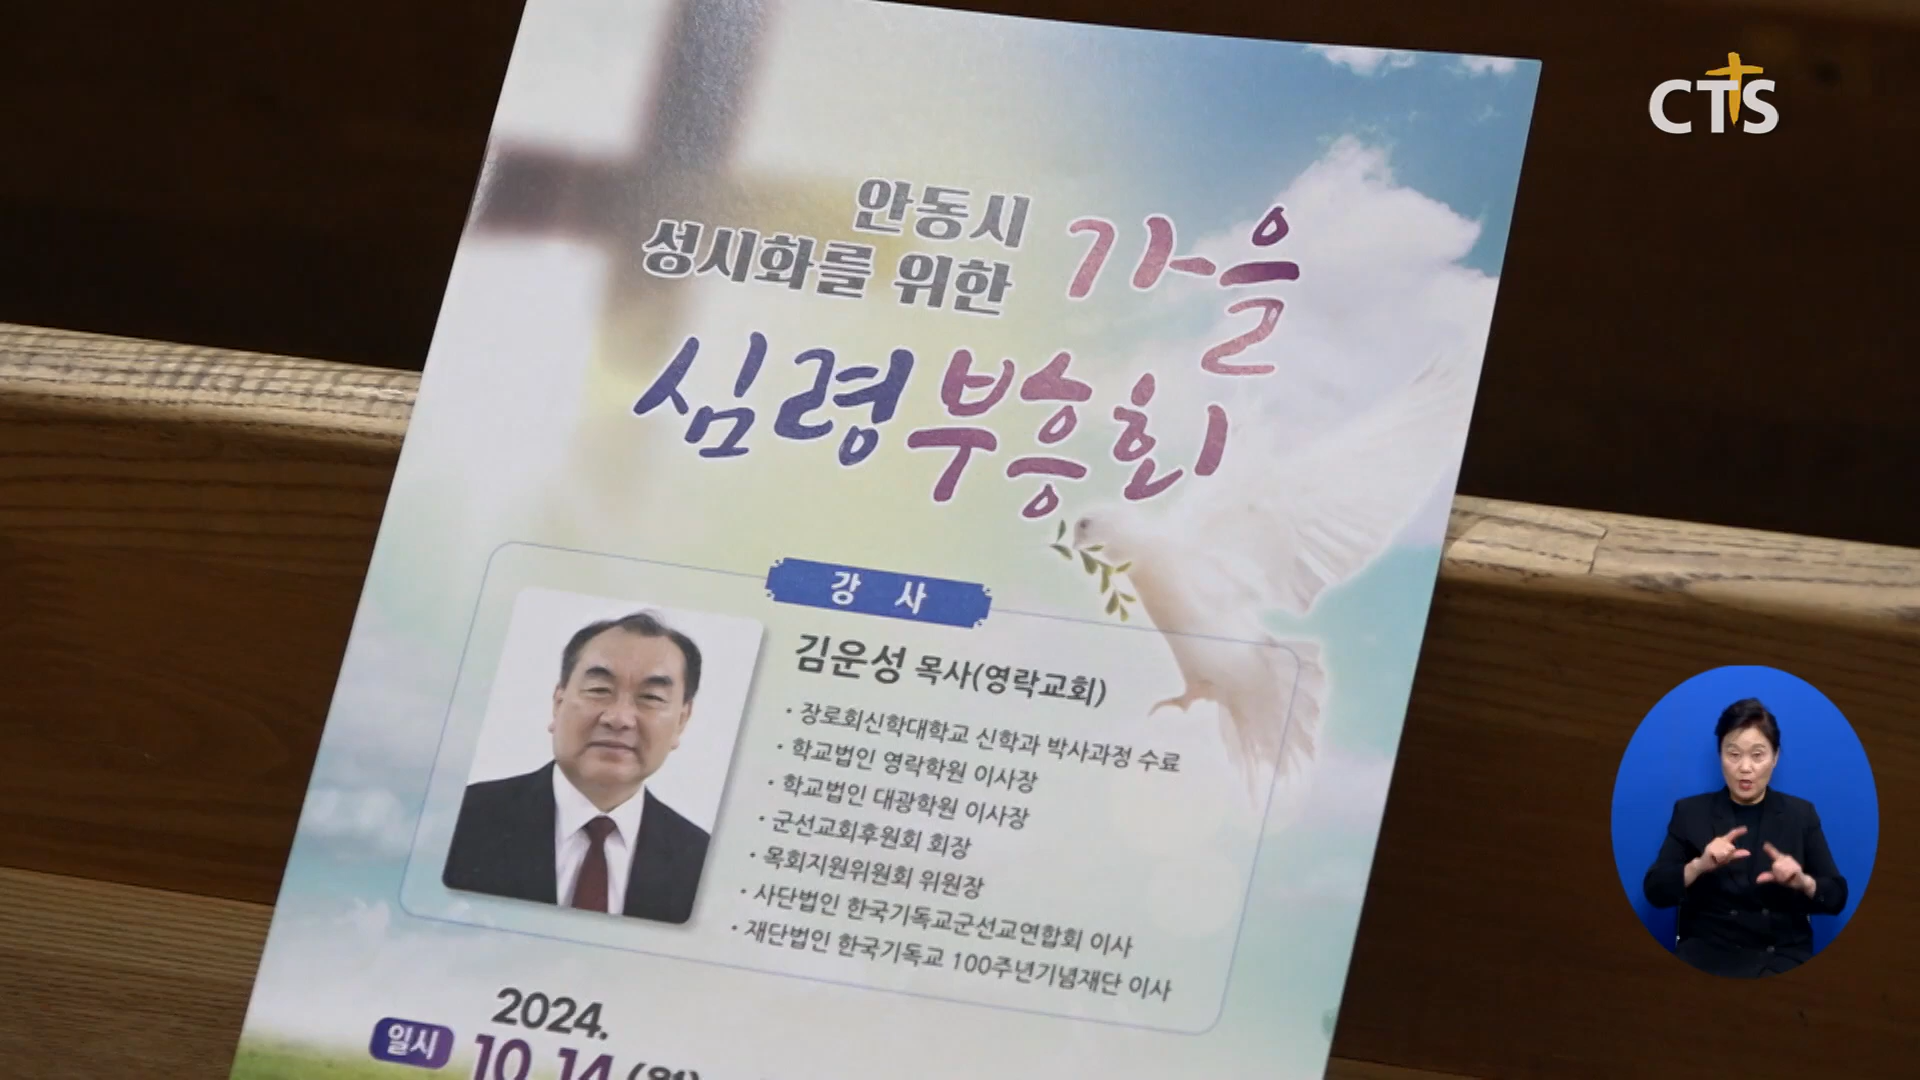 CTS
안동시
성시화를 위한
가을
심령부흥회
강 사
김운성 목사(영락교회)
· 장로회신학대학교 신학과 박사과정 수료
· 학교법인 영락학원 이사장
· 학교법인 대광학원 이사장
· 군선교회후원회 회장
· 목회지원위원회 위원장
· 사단법인 한국기독교군선교연합회 이사
· 재단법인 한국기독교 100주년기념재단 이사
2024.
일시 10.14(월)